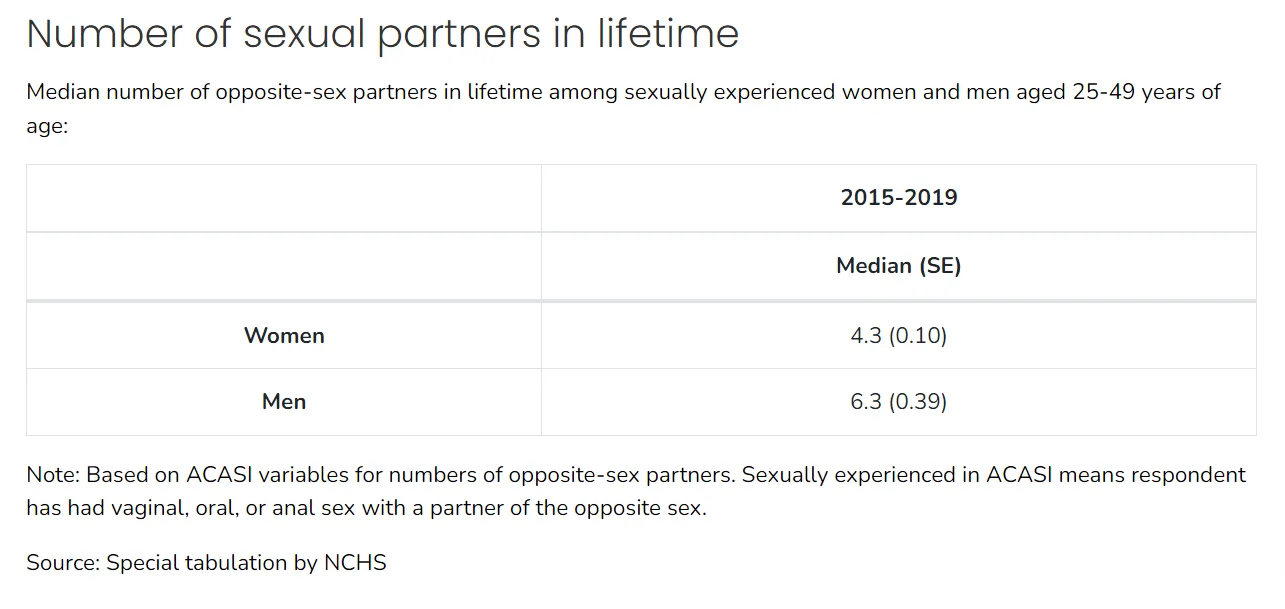 Number of sexual partners in lifetime
Median number of opposite-sex partners in lifetime among sexually experienced women and men aged 25-49 years of
age:
2015-2019
Median (SE)
Women 4.3 (0.10)
Men 6.3 (0.39)
Note: Based on ACASI variables for numbers of opposite-sex partners. Sexually experienced in ACASI means respondent
has had vaginal, oral, or anal sex with a partner of the opposite sex.
Source: Special tabulation by NCHS